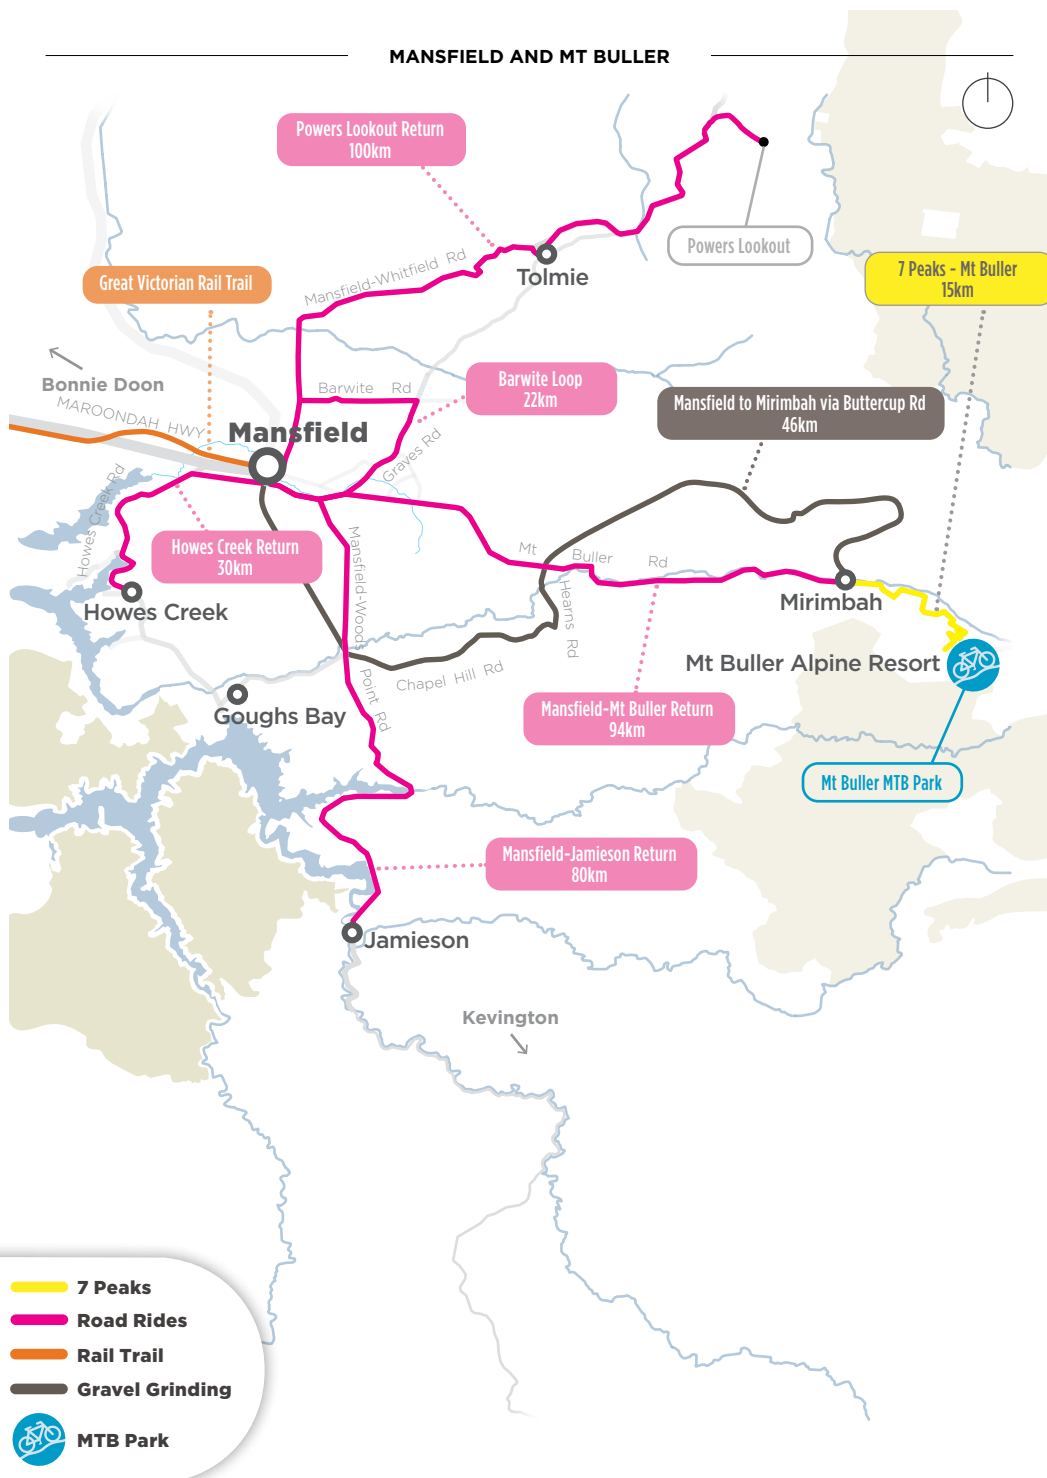 MANSFIELD AND MT BULLER
Powers Lookout Return
100km
Powers Lookout
Mansfield-Whitfield Rd
Tolmie
Great Victorian Rail Trail
7 Peaks - Mt Buller
15km
Bonnie Doon
MAROONDAH HWY
Barwite Rd
Barwite Loop
22km
Mansfield to Mirimbah via Buttercup Rd
46km
Mansfield
Graves Rd
Howes Creek Rd
Howes Creek Return
30km
Mansfield-Woods Point Rd
Mt Buller Rd
Hearns Rd
Howes Creek
Mirimbah
Mt Buller Alpine Resort
Chapel Hill Rd
Goughs Bay
Mansfield-Mt Buller Return
94km
Mt Buller MTB Park
Mansfield-Jamieson Return
80km
Jamieson
Kevington
7 Peaks
Road Rides
Rail Trail
Gravel Grinding
MTB Park